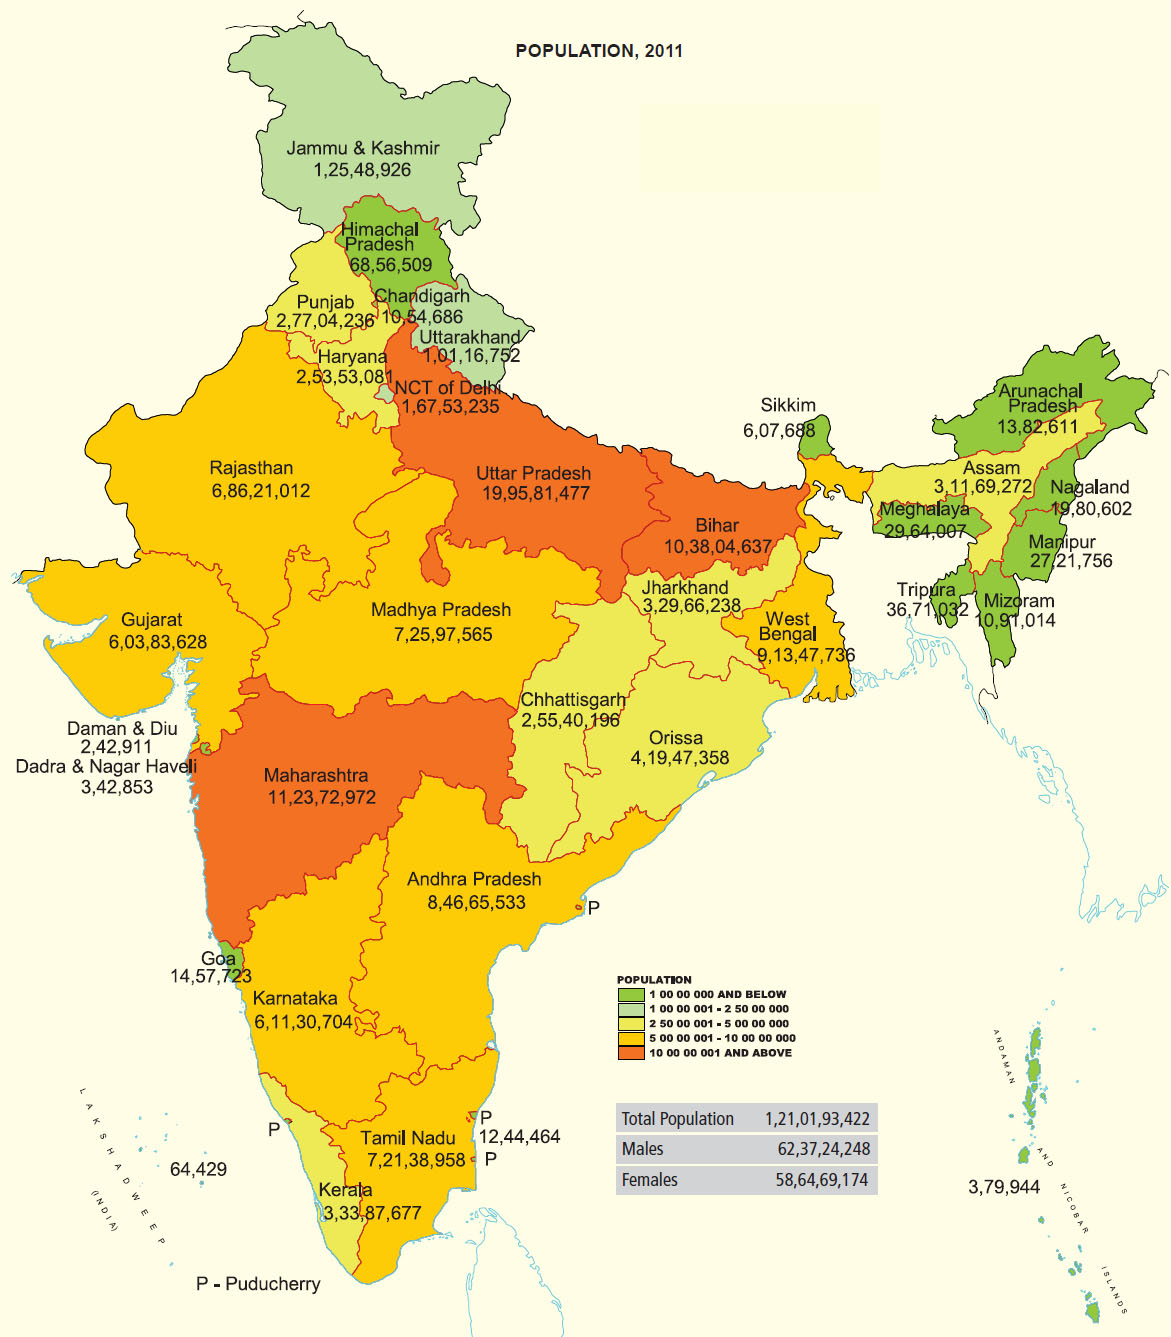 POPULATION, 2011
Jammu & Kashmir
1,25,48,926
Himachal
Pradesh
68,56,509
Punjab
2,77,04,236
Chandigarh
10,54,686
Uttarakhand
1,01,16,752
Haryana
2,53,53,081
NCT of Delhi
1,67,53,235
Rajasthan
6,86,21,012
Uttar Pradesh
19,95,81,477
Bihar
10,38,04,637
Sikkim
6,07,688
Arunachal
Pradesh
13,82,611
Assam
3,11,69,272
Nagaland
19,80,602
Meghalaya
29,64,007
Manipur
27,21,756
Tripura
36,71,032
Mizoram
10,91,014
Jharkhand
3,29,66,238
West
Bengal
9,13,47,736
Gujarat
6,03,83,628
Madhya Pradesh
7,25,97,565
Chhattisgarh
2,55,40,196
Orissa
4,19,47,358
Daman & Diu
2,42,911
Dadra & Nagar Haveli
3,42,853
Maharashtra
11,23,72,972
Andhra Pradesh
8,46,65,533
P
Goa
14,57,723
Karnataka
6,11,30,704
POPULATION
1 00 00 000 AND BELOW
1 00 00 001 - 2 50 00 000
2 50 00 001 - 5 00 00 000
5 00 00 001 - 10 00 00 000
10 00 00 001 AND ABOVE
Total Population 1,21,01,93,422
Males 62,37,24,248
Females 58,64,69,174
P
P
12,44,464
P
Tamil Nadu
7,21,38,958
Kerala
3,33,87,677
LAKSHADWEEP
(INDIA)
64,429
ANDAMAN AND NICOBAR ISLANDS
3,79,944
P - Puducherry